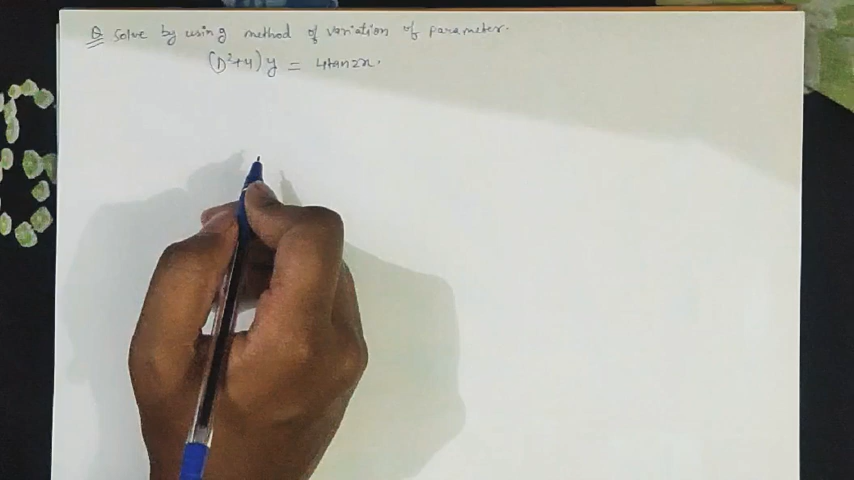 Q Solve by using method of variation of parameter.
(D²+4)y = 4tan2x.